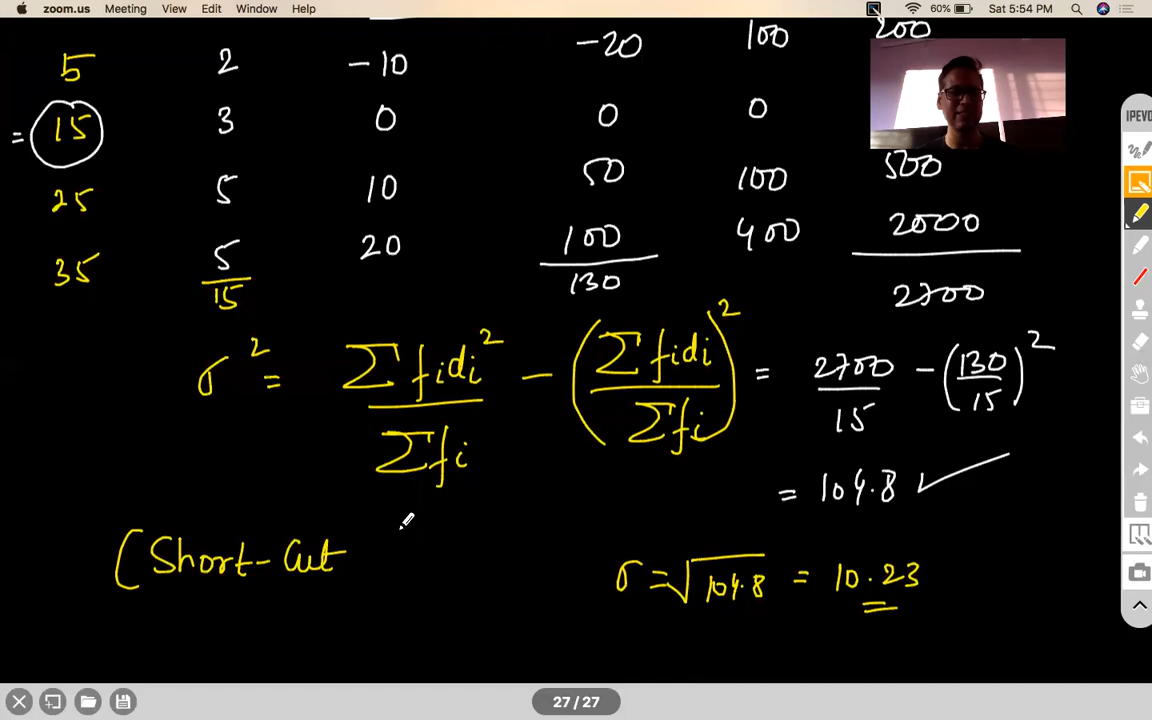 zoom.us Meeting View Edit Window Help 60% Sat 5:54 PM
-20 100 200
5 2 -10
= 15 3 0 0 0
IPEVO
25 5 10 50 100 500
35 5 20 100 400 2000
15 130 2700
σ² = Σfidi² / Σfi - (Σfidi / Σfi)² = 2700/15 - (130/15)²
= 104.8 ✓
(Short-Cut
σ = √104.8 = 10.23
27 / 27